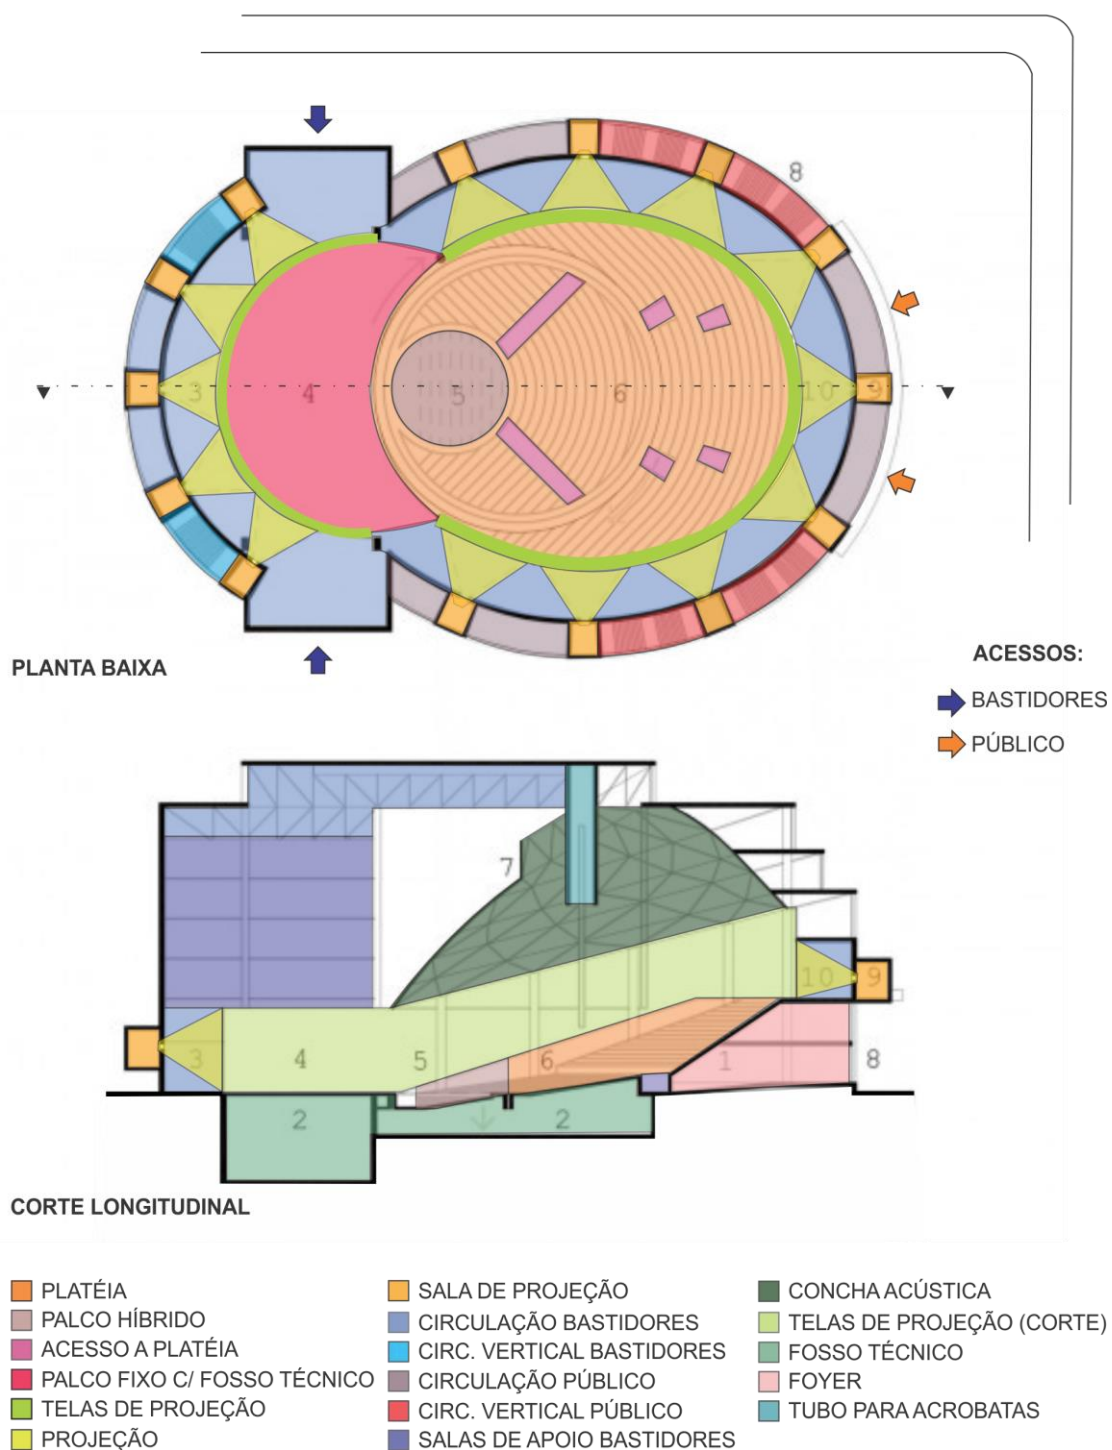 8
3
4
5
6
10
9
PLANTA BAIXA
ACESSOS:
BASTIDORES
PÚBLICO
7
10
9
3
4
5
6
1
8
2
2
CORTE LONGITUDINAL
PLATÉIA
PALCO HÍBRIDO
ACESSO A PLATÉIA
PALCO FIXO C/ FOSSO TÉCNICO
TELAS DE PROJEÇÃO
PROJEÇÃO
SALA DE PROJEÇÃO
CIRCULAÇÃO BASTIDORES
CIRC. VERTICAL BASTIDORES
CIRCULAÇÃO PÚBLICO
CIRC. VERTICAL PÚBLICO
SALAS DE APOIO BASTIDORES
CONCHA ACÚSTICA
TELAS DE PROJEÇÃO (CORTE)
FOSSO TÉCNICO
FOYER
TUBO PARA ACROBATAS